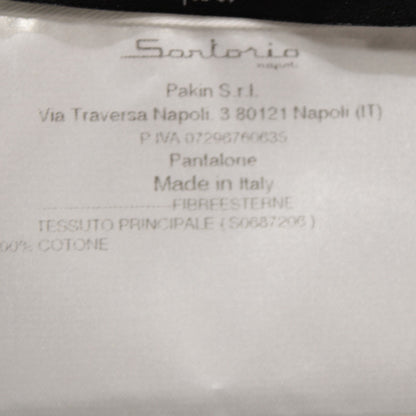 Sartorio
napoli
Pakin S.r.l.
Via Traversa Napoli, 3 80121 Napoli (IT)
P.IVA 07296760635
Pantalone
Made in Italy
FIBREESTERNE
TESSUTO PRINCIPALE ( S0687206 )
00% COTONE